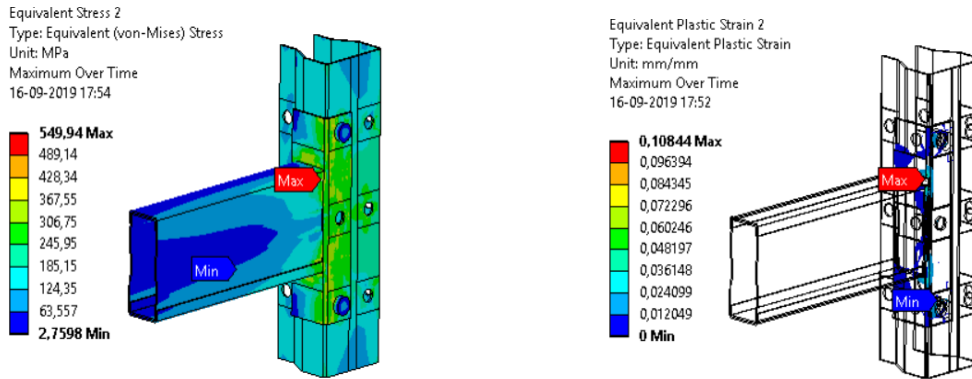 Equivalent Stress 2
Type: Equivalent (von-Mises) Stress
Unit: MPa
Maximum Over Time
16-09-2019 17:54
549,94 Max
489,14
428,34
367,55
306,75
245,95
185,15
124,35
63,557
2,7598 Min
Max
Min
Equivalent Plastic Strain 2
Type: Equivalent Plastic Strain
Unit: mm/mm
Maximum Over Time
16-09-2019 17:52
0,10844 Max
0,096394
0,084345
0,072296
0,060246
0,048197
0,036148
0,024099
0,012049
0 Min
Max
Min